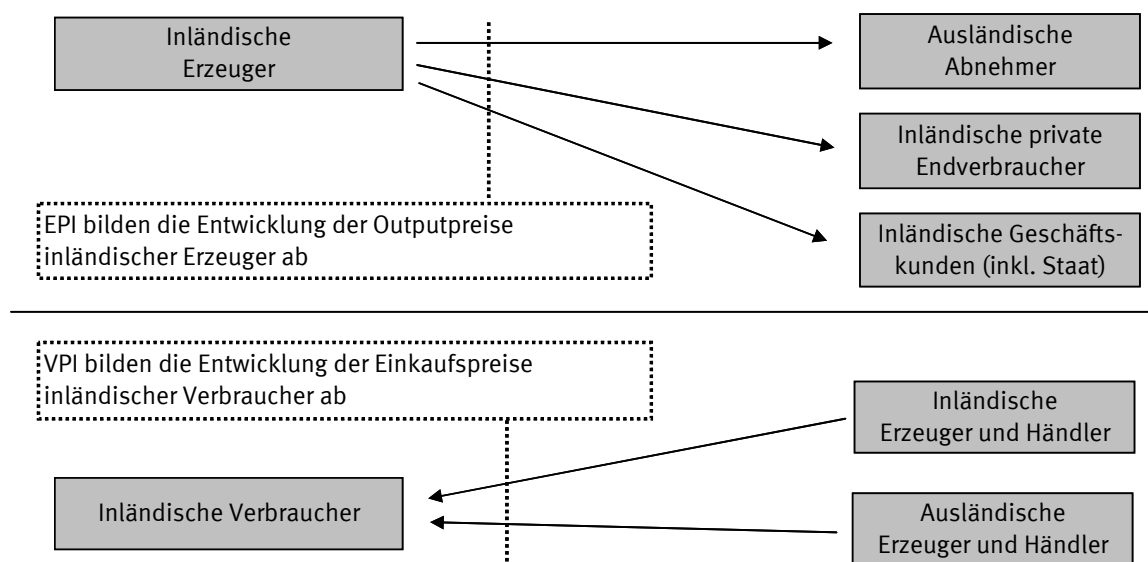 Inländische
Erzeuger
Ausländische
Abnehmer
Inländische private
Endverbraucher
EPI bilden die Entwicklung der Outputpreise
inländischer Erzeuger ab
Inländische Geschäfts-
kunden (inkl. Staat)
VPI bilden die Entwicklung der Einkaufspreise
inländischer Verbraucher ab
Inländische
Erzeuger und Händler
Inländische Verbraucher
Ausländische
Erzeuger und Händler